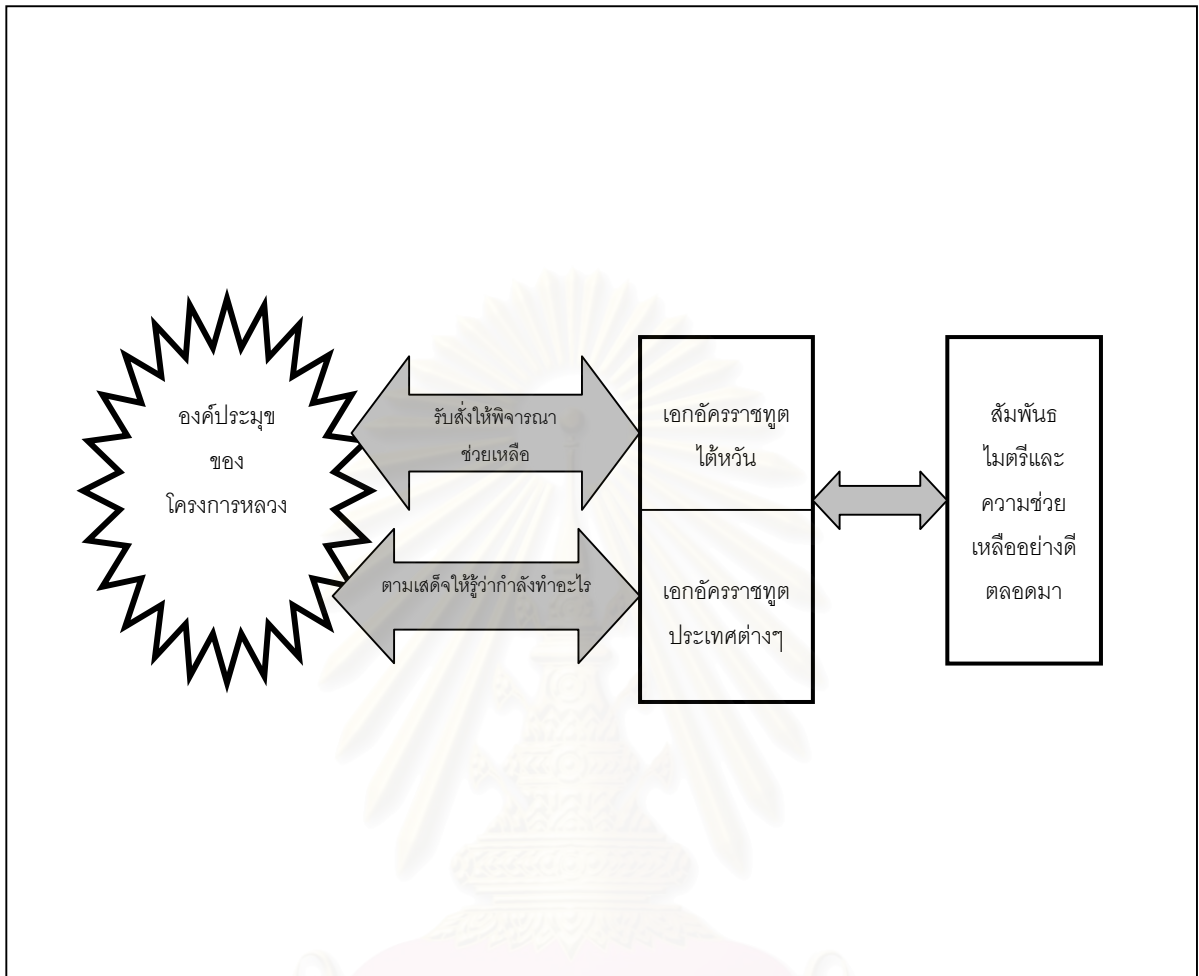 องค์ประมุข
ของ
โครงการหลวง
รับสั่งให้พิจารณา
ช่วยเหลือ
ตามเสด็จให้รู้ว่ากำลังทำอะไร
เอกอัครราชทูต
ไต้หวัน
เอกอัครราชทูต
ประเทศต่างๆ
สัมพันธ
ไมตรีและ
ความช่วย
เหลืออย่างดี
ตลอดมา